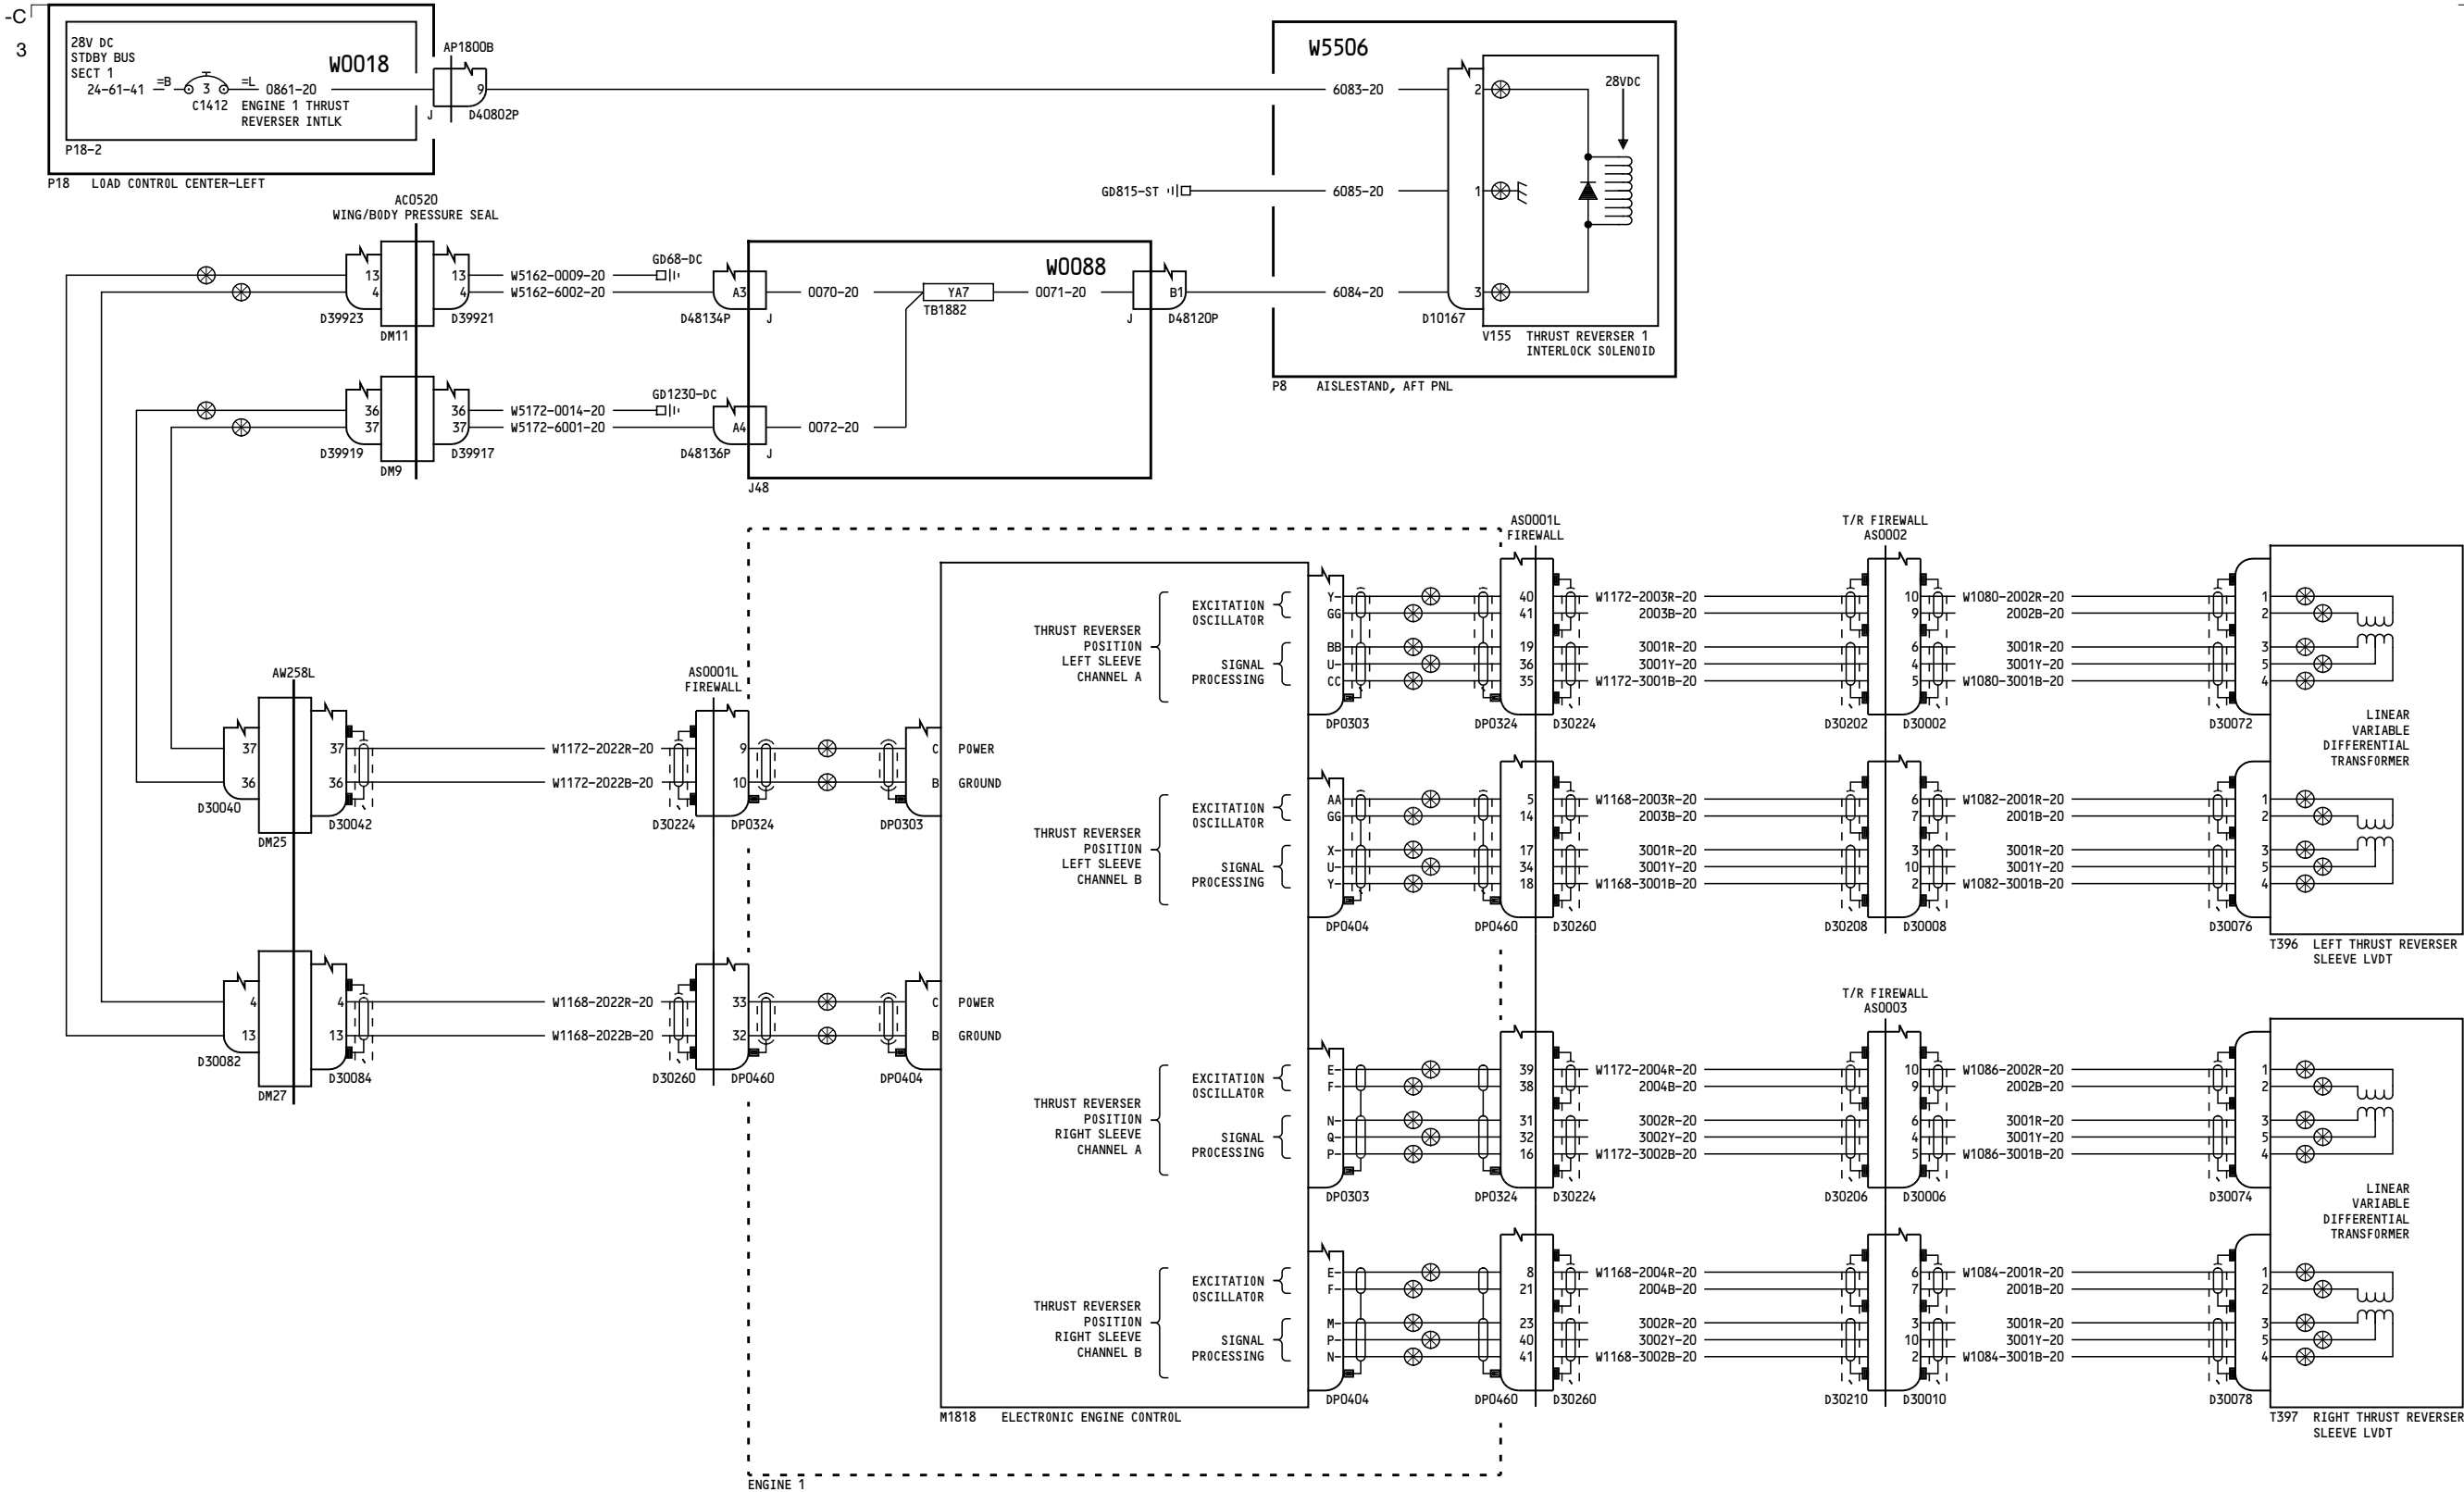 -C
3
28V DC
STDBY BUS
SECT 1
24-61-41
=B
3
=L
0861-20
C1412
ENGINE 1 THRUST
REVERSER INTLK
W0018
P18-2
P18 LOAD CONTROL CENTER-LEFT
AP1800B
9
J
D40802P
W5506
6083-20
2
28VDC
GD815-ST
6085-20
1
6084-20
3
D10167
V155 THRUST REVERSER 1
INTERLOCK SOLENOID
P8 AISLESTAND, AFT PNL
AC0520
WING/BODY PRESSURE SEAL
13 13 W5162-0009-20 GD68-DC
4 4 W5162-6002-20 A3
D39923 D39921 D48134P J
DM11
0070-20 YA7 0071-20
TB1882
W0088
B1
J D48120P
36 36 W5172-0014-20 GD1230-DC
37 37 W5172-6001-20 A4
D39919 D39917 D48136P J
DM9
0072-20
J48
AW258L
AS0001L
FIREWALL
37 37 W1172-2022R-20 9 C POWER
36 36 W1172-2022B-20 10 B GROUND
D30040 D30042 D30224 DP0324 DP0303
DM25
4 4 W1168-2022R-20 33 C POWER
13 13 W1168-2022B-20 32 B GROUND
D30082 D30084 D30260 DP0460 DP0404
DM27
AS0001L
FIREWALL
T/R FIREWALL
AS0002
THRUST REVERSER
POSITION
LEFT SLEEVE
CHANNEL A
EXCITATION
OSCILLATOR
SIGNAL
PROCESSING
Y- 40 W1172-2003R-20 10 W1080-2002R-20 1
GG 41 2003B-20 9 2002B-20 2
BB 19 3001R-20 6 3001R-20 3
U- 36 3001Y-20 4 3001Y-20 5
CC 35 W1172-3001B-20 5 W1080-3001B-20 4
DP0303 DP0324 D30224 D30202 D30002 D30072
LINEAR
VARIABLE
DIFFERENTIAL
TRANSFORMER
THRUST REVERSER
POSITION
LEFT SLEEVE
CHANNEL B
EXCITATION
OSCILLATOR
SIGNAL
PROCESSING
AA 5 W1168-2003R-20 6 W1082-2001R-20 1
GG 14 2003B-20 7 2001B-20 2
X- 17 3001R-20 3 3001R-20 3
U- 34 3001Y-20 10 3001Y-20 5
Y- 18 W1168-3001B-20 2 W1082-3001B-20 4
DP0404 DP0460 D30260 D30208 D30008 D30076
T396 LEFT THRUST REVERSER
SLEEVE LVDT
T/R FIREWALL
AS0003
THRUST REVERSER
POSITION
RIGHT SLEEVE
CHANNEL A
EXCITATION
OSCILLATOR
SIGNAL
PROCESSING
E- 39 W1172-2004R-20 10 W1086-2002R-20 1
F- 38 2004B-20 9 2002B-20 2
N- 31 3002R-20 6 3001R-20 3
Q- 32 3002Y-20 4 3001Y-20 5
P- 16 W1172-3002B-20 5 W1086-3001B-20 4
DP0303 DP0324 D30224 D30206 D30006 D30074
LINEAR
VARIABLE
DIFFERENTIAL
TRANSFORMER
THRUST REVERSER
POSITION
RIGHT SLEEVE
CHANNEL B
EXCITATION
OSCILLATOR
SIGNAL
PROCESSING
E- 8 W1168-2004R-20 6 W1084-2001R-20 1
F- 21 2004B-20 7 2001B-20 2
M- 23 3002R-20 3 3001R-20 3
P- 40 3002Y-20 10 3001Y-20 5
N- 41 W1168-3002B-20 2 W1084-3001B-20 4
DP0404 DP0460 D30260 D30210 D30010 D30078
T397 RIGHT THRUST REVERSER
SLEEVE LVDT
M1818 ELECTRONIC ENGINE CONTROL
ENGINE 1